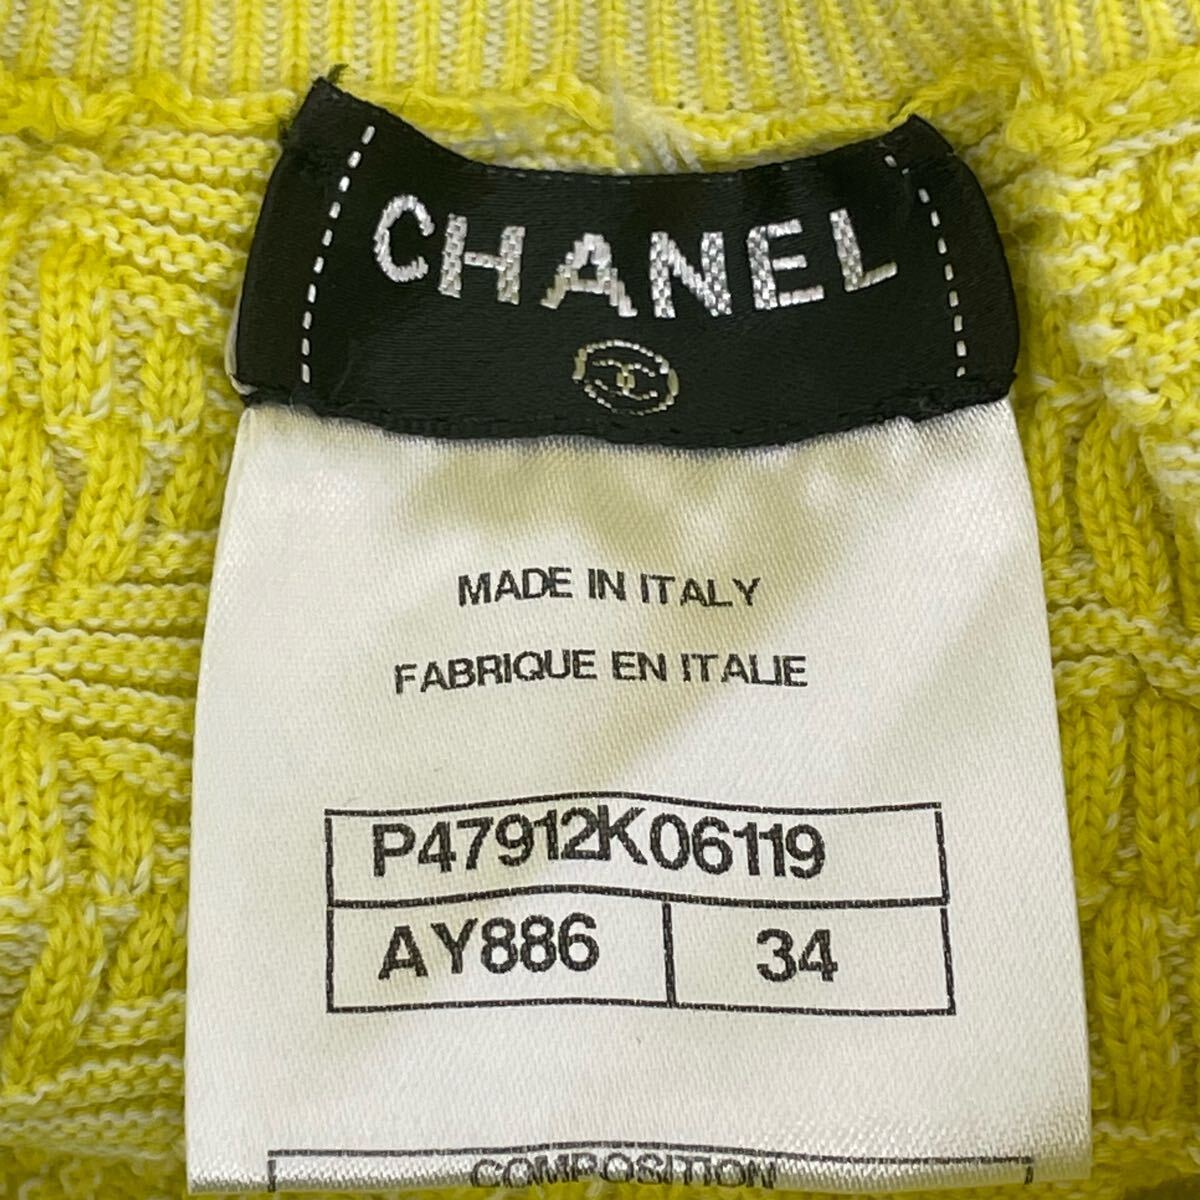 CHANEL
MADE IN ITALY
FABRIQUE EN ITALIE
P47912K06119
AY886 34
COMPOSITION